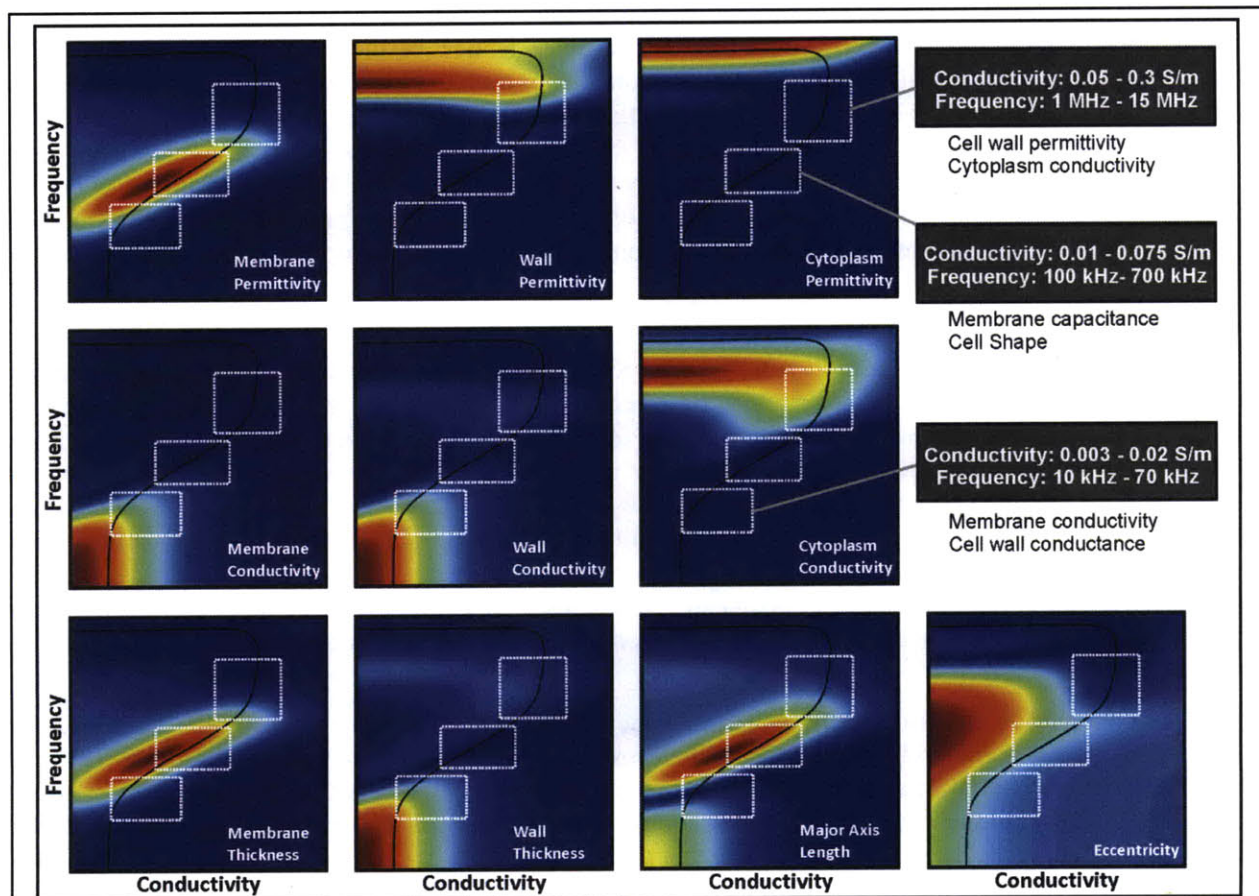 Frequency
Membrane
Permittivity
Wall
Permittivity
Cytoplasm
Permittivity
Conductivity: 0.05 - 0.3 S/m
Frequency: 1 MHz - 15 MHz
Cell wall permittivity
Cytoplasm conductivity
Conductivity: 0.01 - 0.075 S/m
Frequency: 100 kHz- 700 kHz
Membrane capacitance
Cell Shape
Frequency
Membrane
Conductivity
Wall
Conductivity
Cytoplasm
Conductivity
Conductivity: 0.003 - 0.02 S/m
Frequency: 10 kHz - 70 kHz
Membrane conductivity
Cell wall conductance
Frequency
Membrane
Thickness
Wall
Thickness
Major Axis
Length
Eccentricity
Conductivity
Conductivity
Conductivity
Conductivity